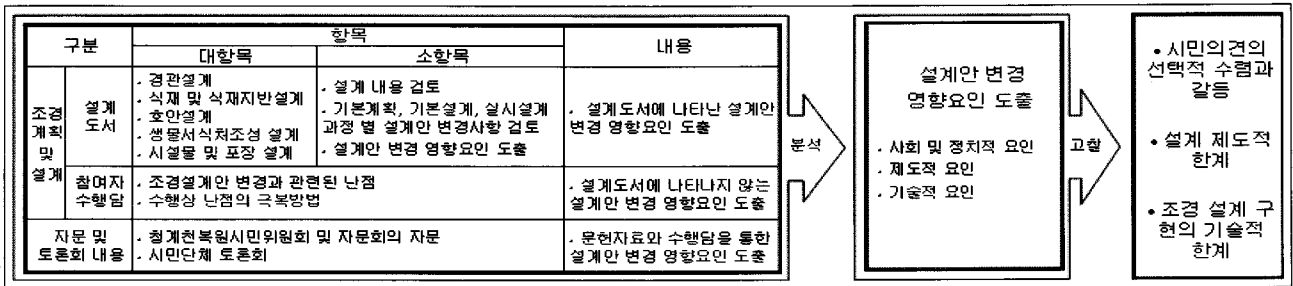 구분
항목
내용
대항목
소항목
조경
계획
및
설계
설계
도서
. 경관설계
. 식재 및 식재지반설계
. 호안설계
. 생물서식처조성 설계
. 시설물 및 포장 설계
. 설계 내용 검토
. 기본계획, 기본설계, 실시설계
과정 별 설계안 변경사항 검토
. 설계안 변경 영향요인 도출
. 설계도서에 나타난 설계안
변경 영향요인 도출
참여자
수행담
. 조경설계안 변경과 관련된 난점
. 수행상 난점의 극복방법
. 설계도서에 나타나지 않는
설계안 변경 영향요인 도출
자문 및
토론회 내용
. 청계천복원시민위원회 및 자문회의 자문
. 시민단체 토론회
. 문헌자료와 수행담을 통한
설계안 변경 영향요인 도출
분석
설계안 변경
영향요인 도출
. 사회 및 정치적 요인
. 제도적 요인
. 기술적 요인
고찰
• 시민의견의
선택적 수렴과
갈등
• 설계 제도적
한계
• 조경 설계 구
현의 기술적
한계